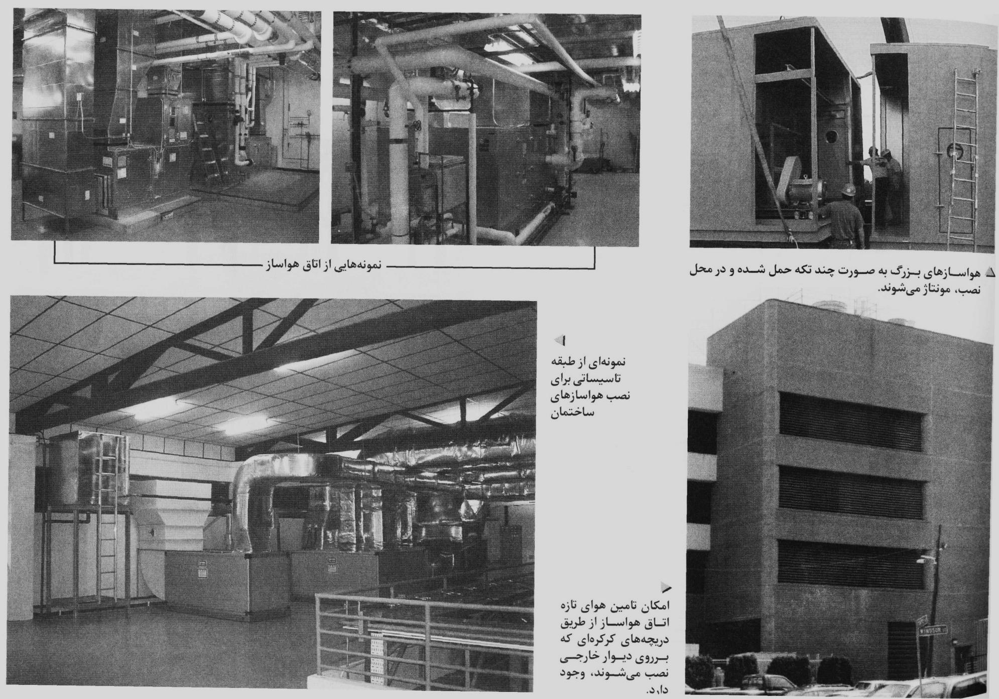 نمونه‌هایی از اتاق هواساز
هواسازهای بزرگ به صورت چند تکه حمل شده و در محل
نصب، مونتاژ می‌شوند.
نمونه‌ای از طبقه
تاسیساتی برای
نصب هواسازهای
ساختمان
امکان تامین هوای تازه
اتاق هواساز از طریق
دریچه‌های کرکره‌ای که
برروی دیوار خارجی
نصب می‌شوند، وجود
دارد.
WINDSOR ST